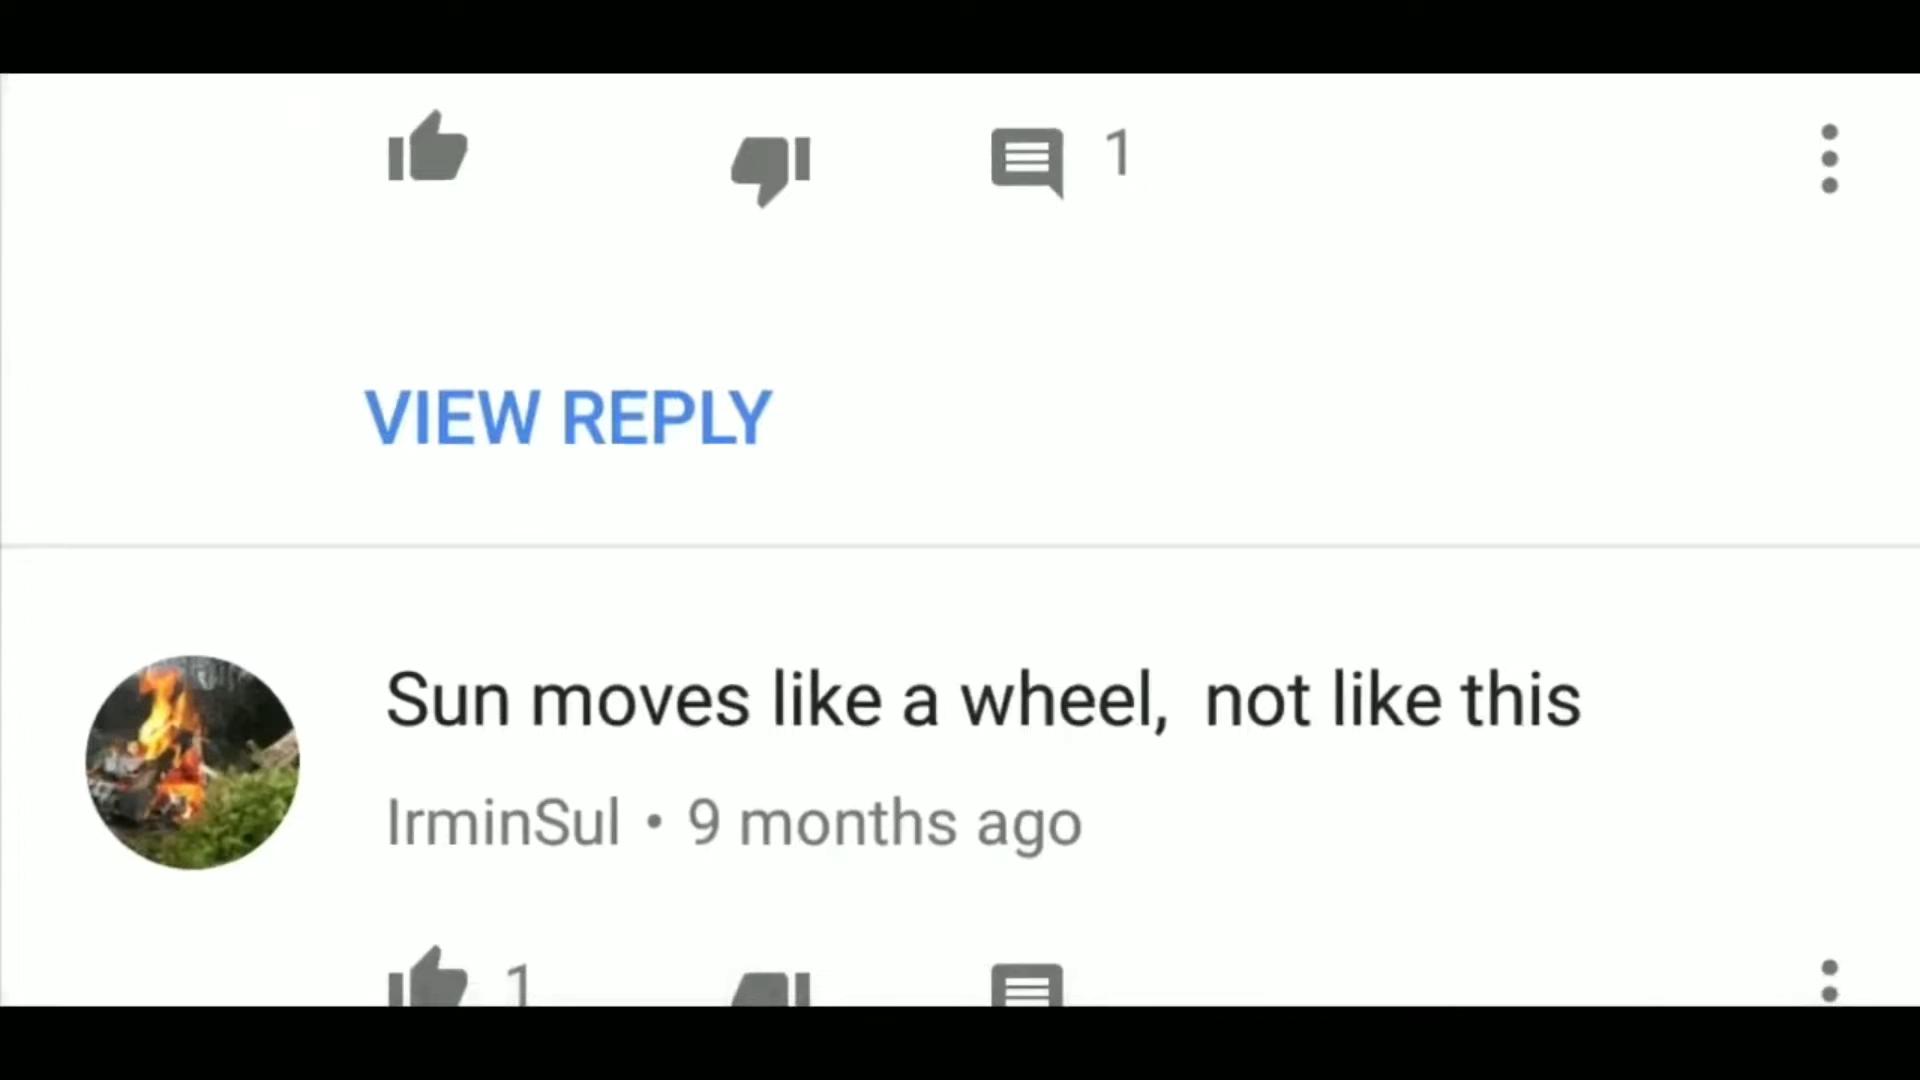 1
VIEW REPLY
Sun moves like a wheel,  not like this
IrminSul • 9 months ago
1